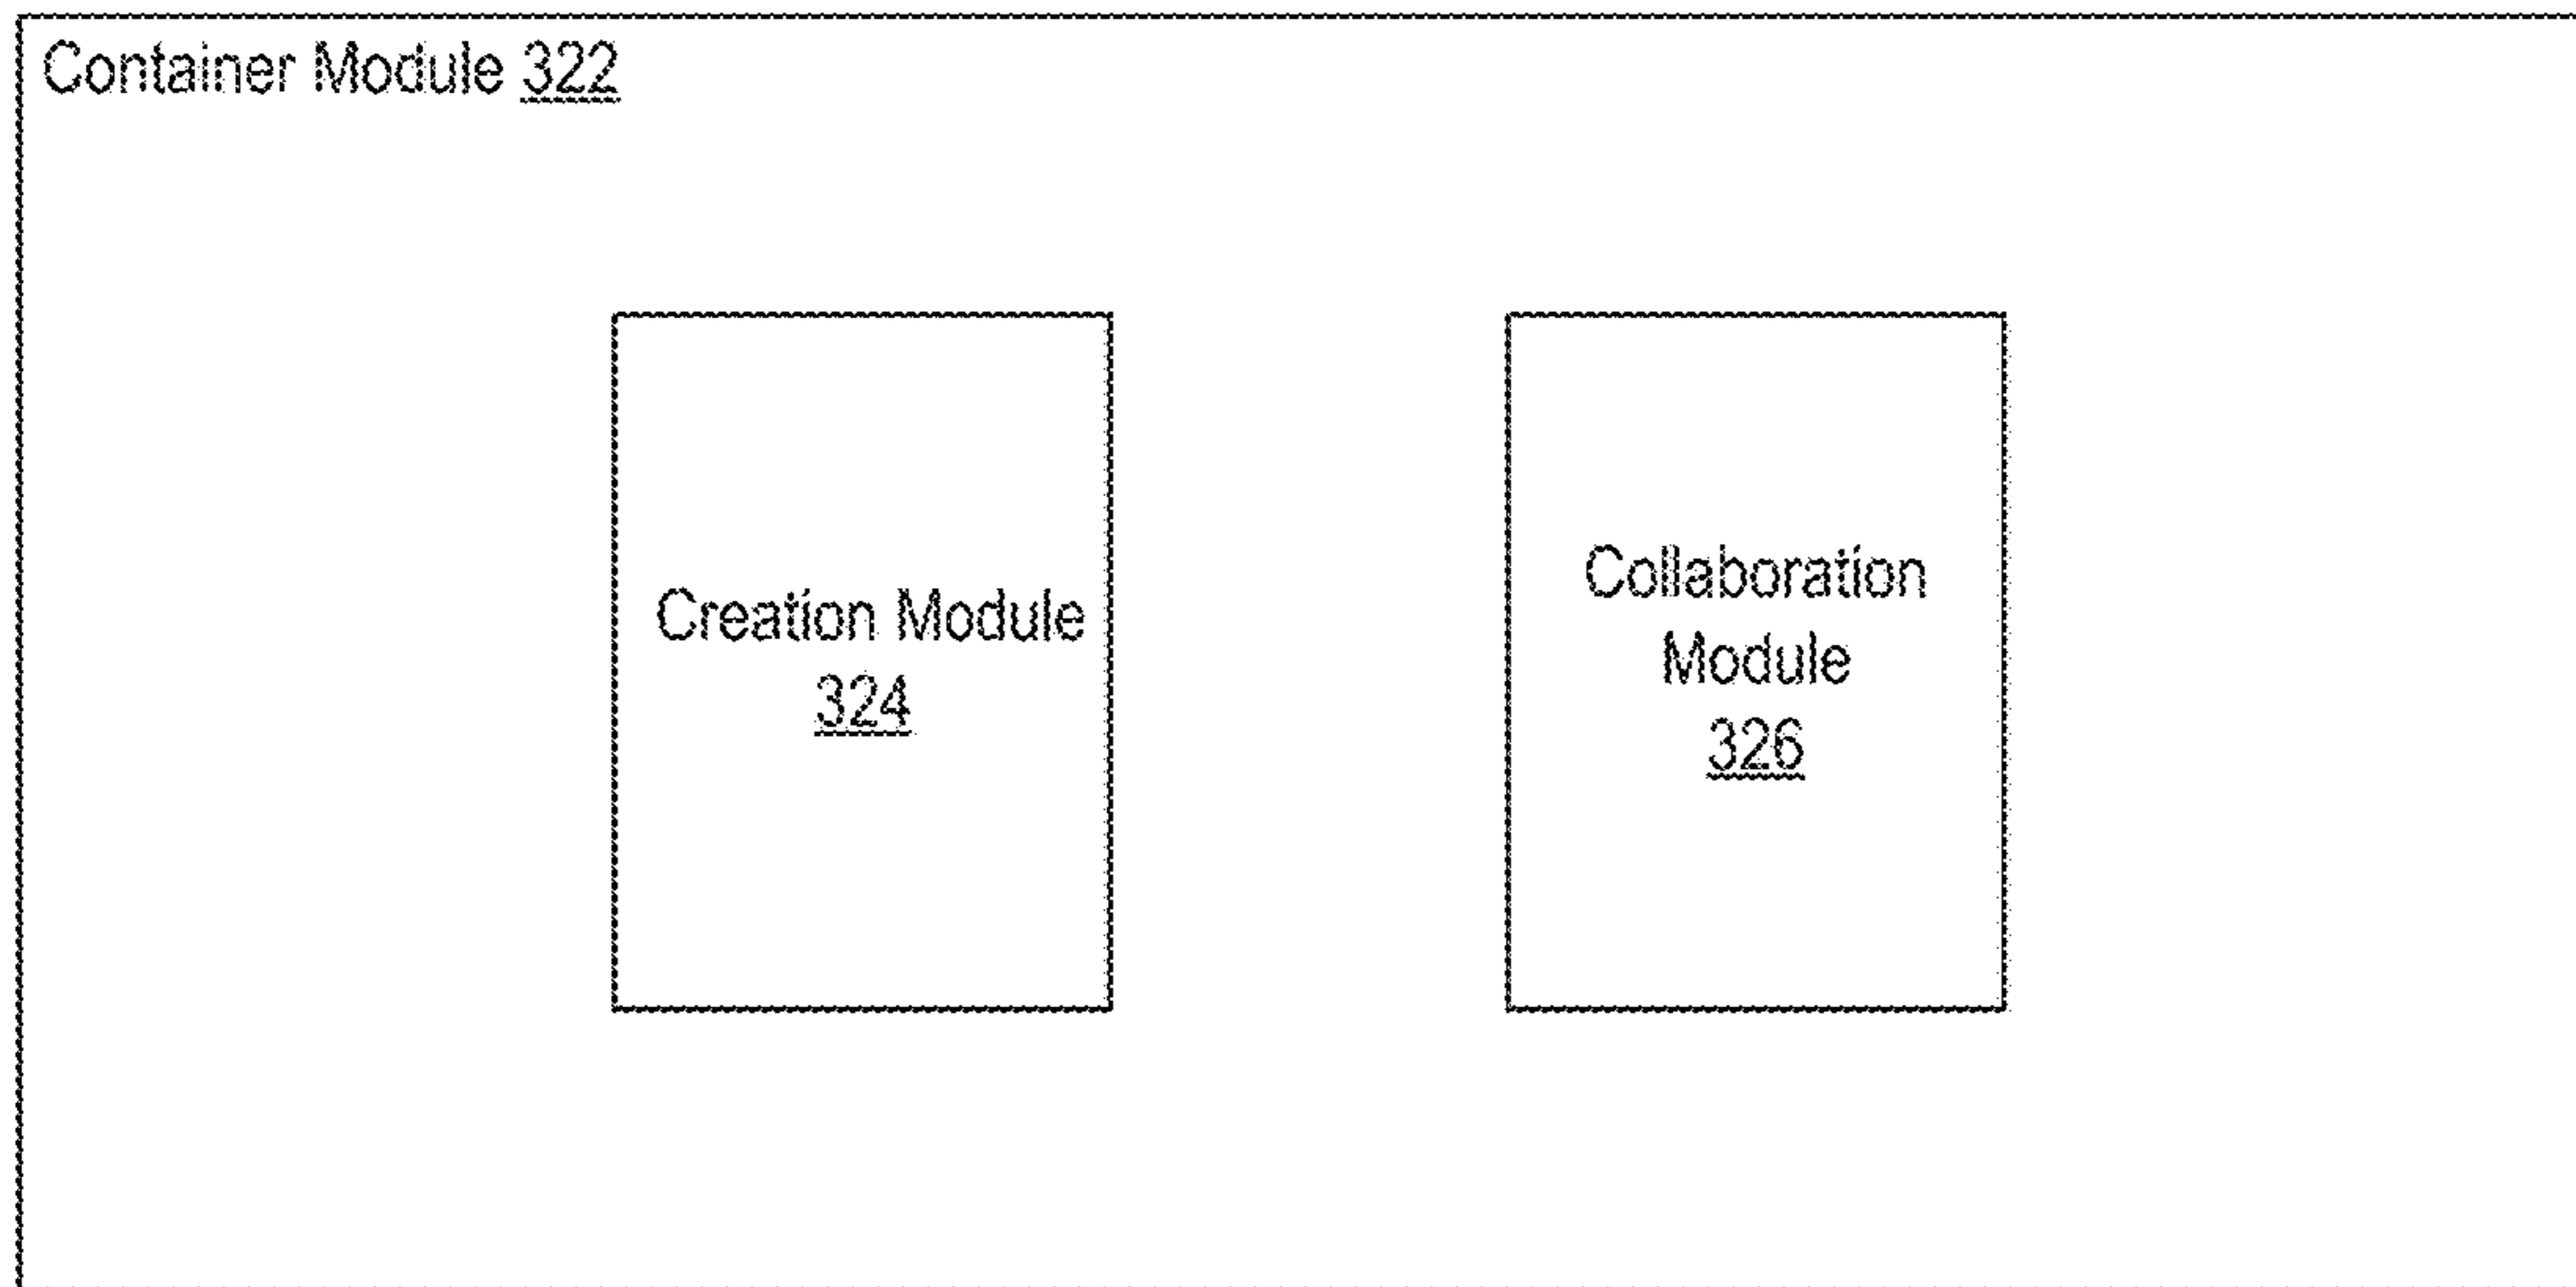 Container Module 322
Creation Module
324
Collaboration
Module
326